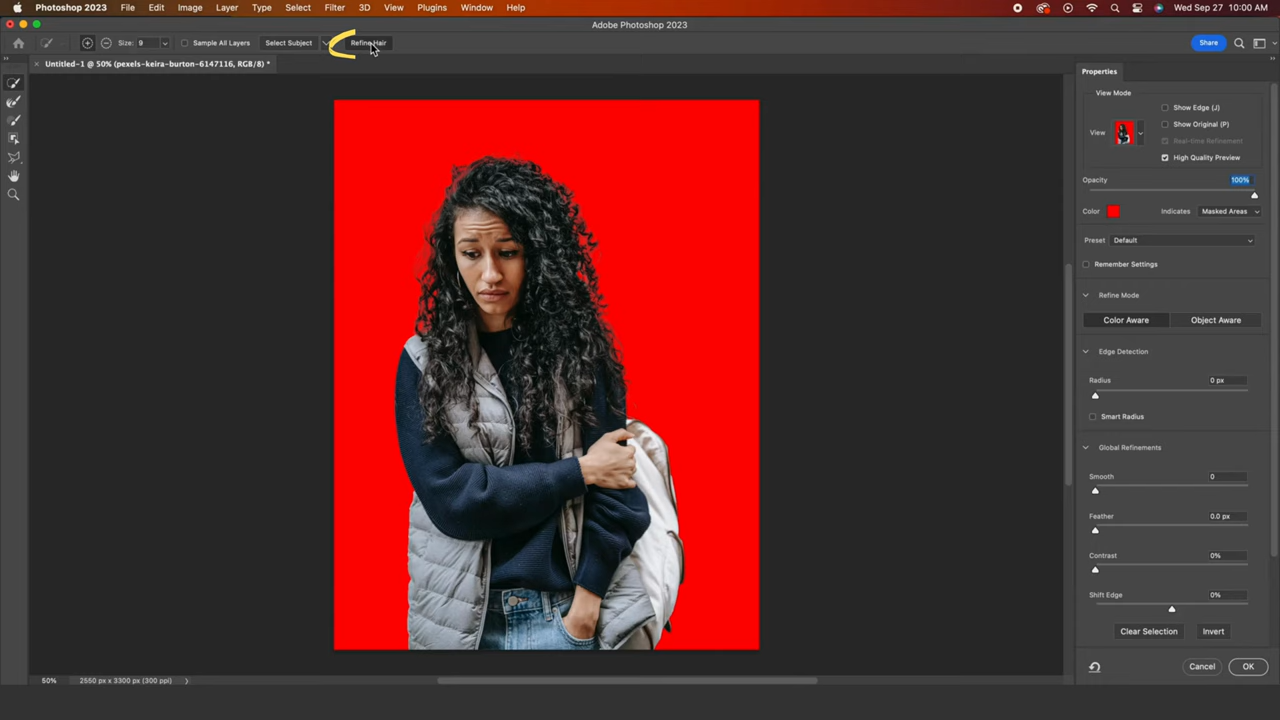 Photoshop 2023 File Edit Image Layer Type Select Filter 3D View Plugins Window Help Wed Sep 27 10:00 AM
Adobe Photoshop 2023
Size: 9 Sample All Layers Select Subject Refine Hair Share
Untitled-1 @ 50% (pexels-keira-burton-6147116, RGB/8) *
Properties
View Mode
Show Edge (J)
View
Show Original (P)
Real-time Refinement
High Quality Preview
Opacity 100%
Color Indicates Masked Areas
Preset Default
Remember Settings
Refine Mode
Color Aware Object Aware
Edge Detection
Radius 0 px
Smart Radius
Global Refinements
Smooth 0
Feather 0.0 px
Contrast 0%
Shift Edge 0%
Clear Selection Invert
Cancel OK
50% 2550 px x 3300 px (300 ppi)